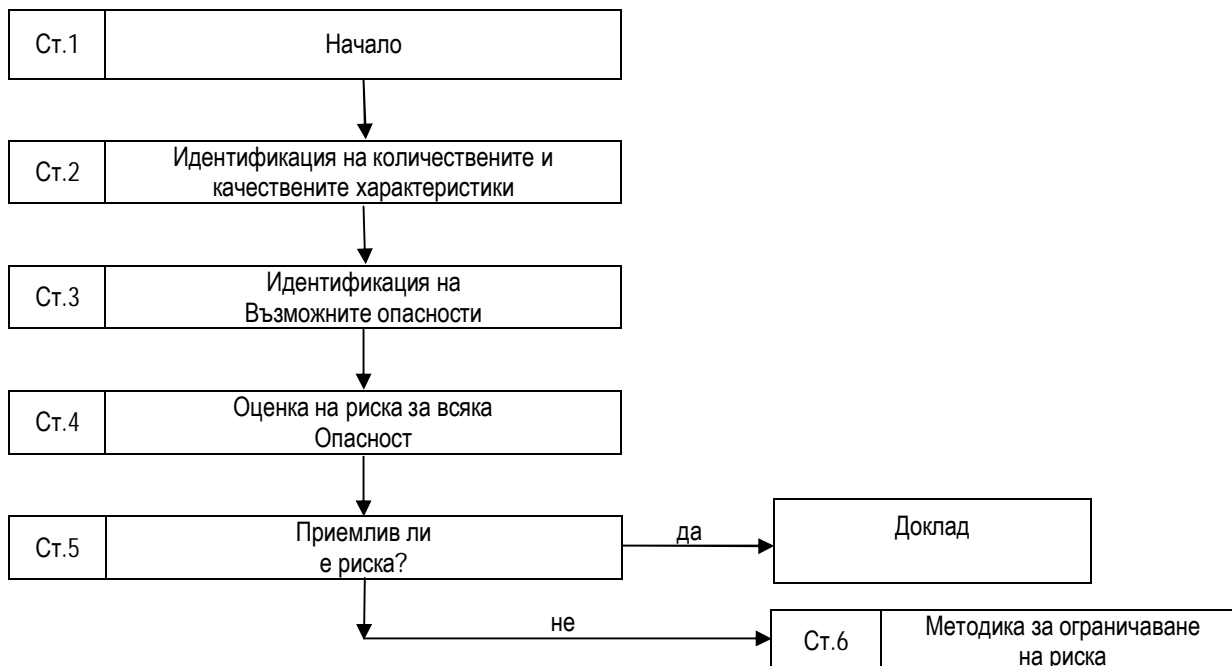 Ст.1
Начало
Ст.2
Идентификация на количествените и
качествените характеристики
Ст.3
Идентификация на
Възможните опасности
Ст.4
Оценка на риска за всяка
Опасност
Ст.5
Приемлив ли
е риска?
да
Доклад
не
Ст.6
Методика за ограничаване
на риска